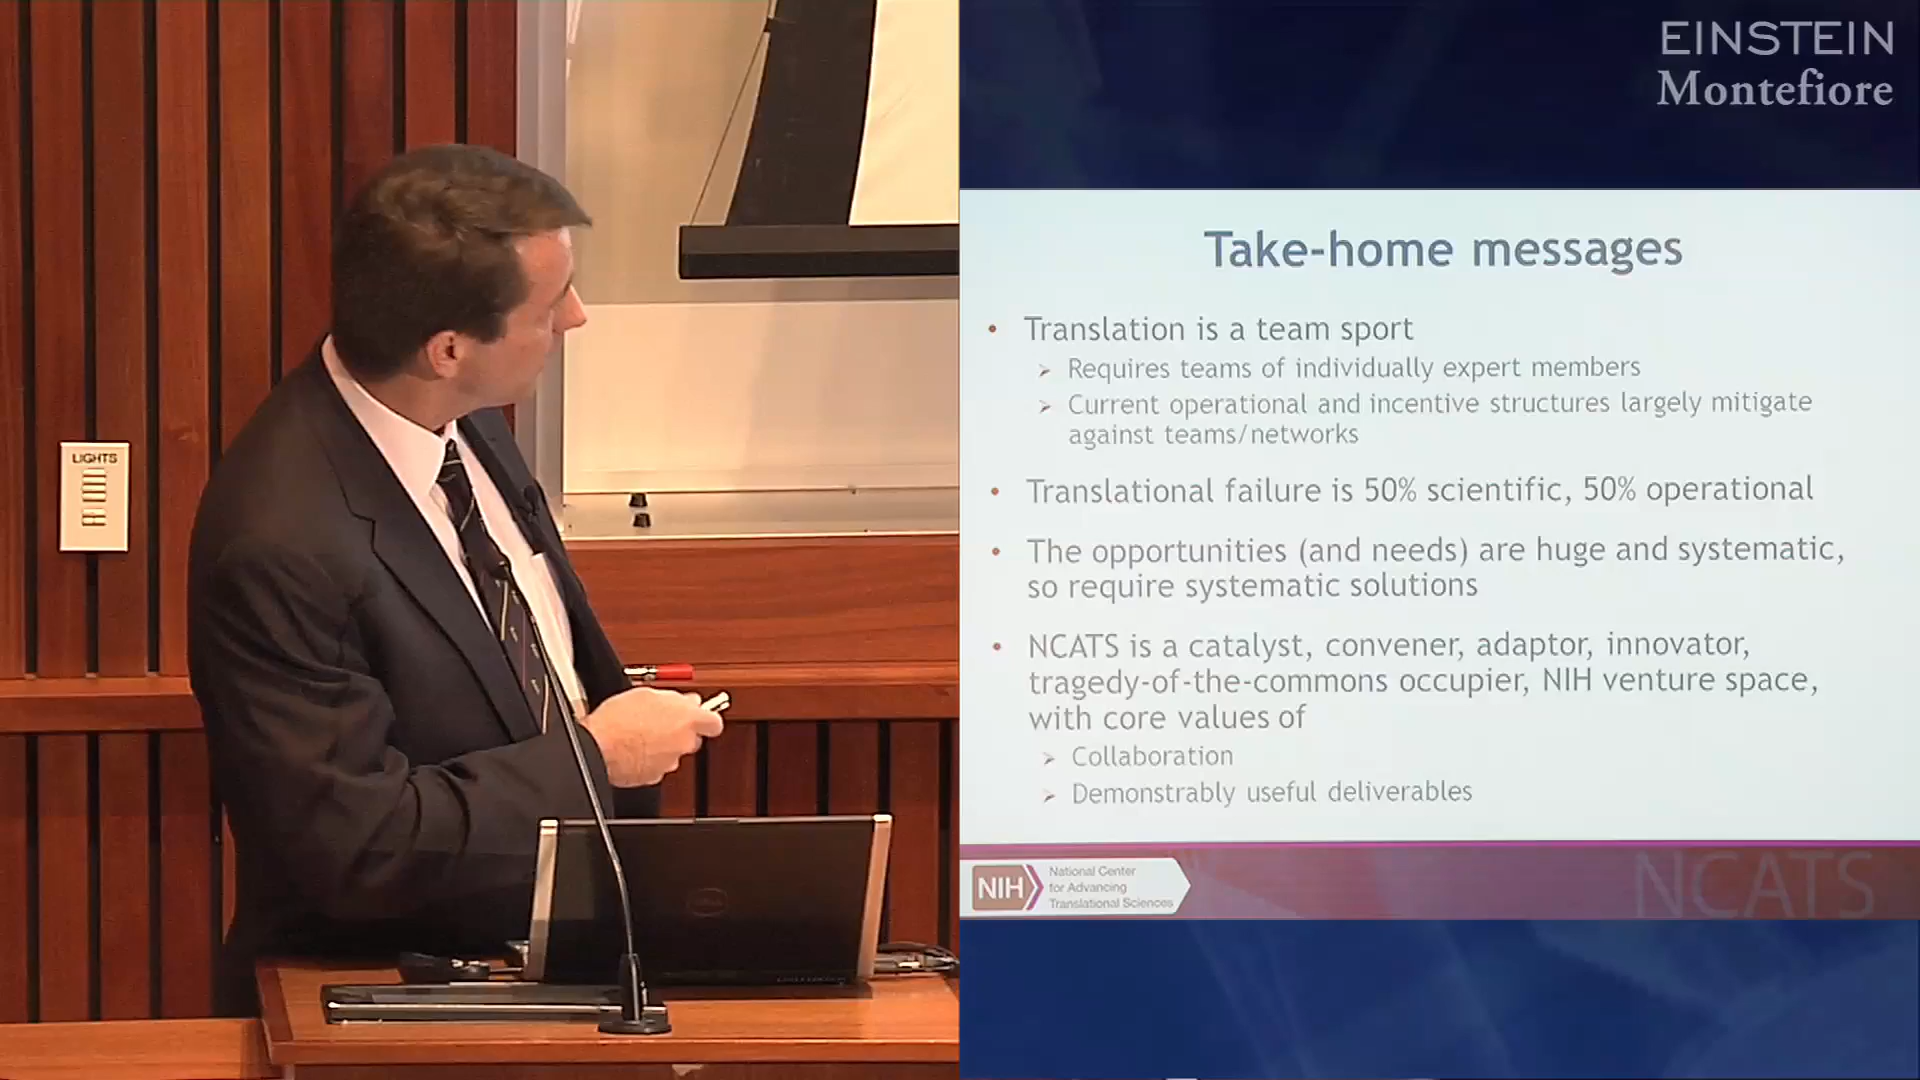 EINSTEIN
Montefiore
LIGHTS
Take-home messages
• Translation is a team sport
➢ Requires teams of individually expert members
➢ Current operational and incentive structures largely mitigate
against teams/networks
• Translational failure is 50% scientific, 50% operational
• The opportunities (and needs) are huge and systematic,
so require systematic solutions
• NCATS is a catalyst, convener, adaptor, innovator,
tragedy-of-the-commons occupier, NIH venture space,
with core values of
➢ Collaboration
➢ Demonstrably useful deliverables
NIH
National Center
for Advancing
Translational Sciences
NCATS